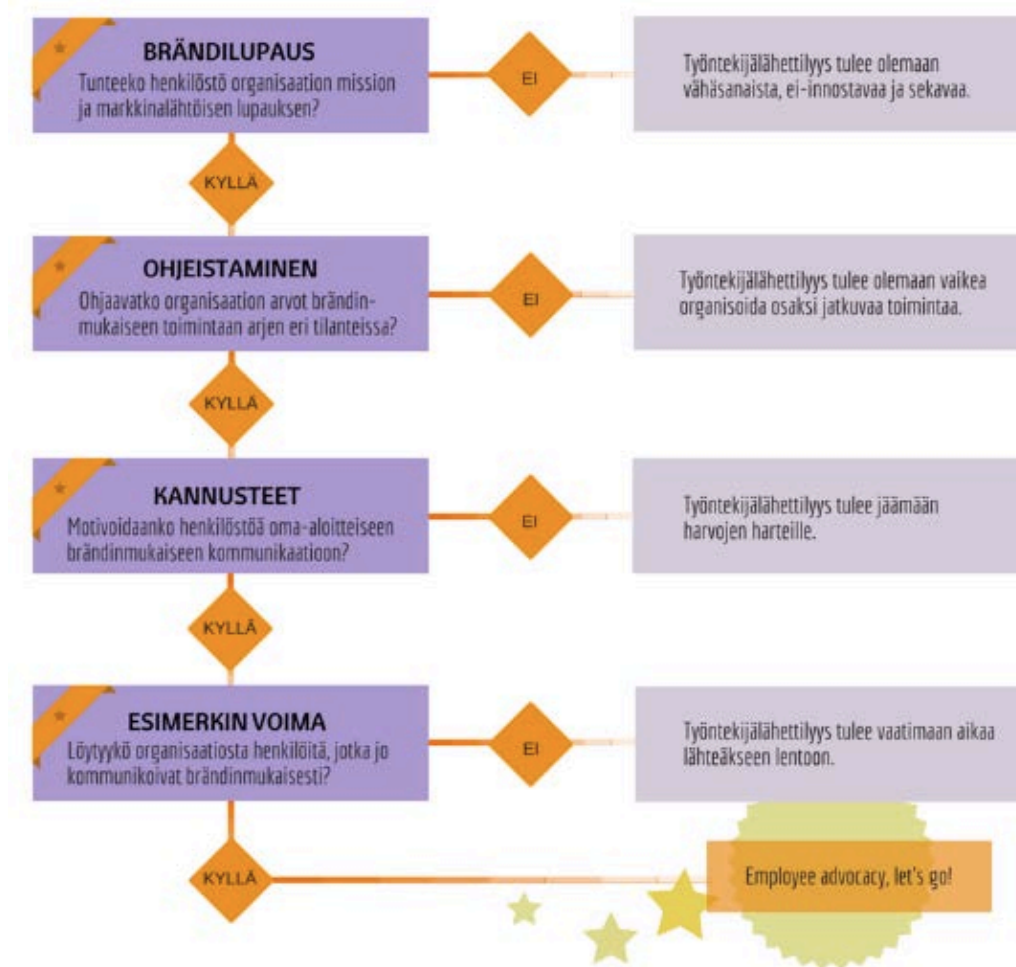 BRÄNDILUPAUS
Tunteeko henkilöstö organisaation mission
ja markkinalähtöisen lupauksen?
EI
Työntekijälähettilyys tulee olemaan
vähäsanaista, ei-innostavaa ja sekavaa.
KYLLÄ
OHJEISTAMINEN
Ohjaavatko organisaation arvot brändin-
mukaiseen toimintaan arjen eri tilanteissa?
EI
Työntekijälähettilyys tulee olemaan vaikea
organisoida osaksi jatkuvaa toimintaa.
KYLLÄ
KANNUSTEET
Motivoidaanko henkilöstöä oma-aloitteiseen
brändinmukaiseen kommunikaatioon?
EI
Työntekijälähettilyys tulee jäämään
harvojen harteille.
KYLLÄ
ESIMERKIN VOIMA
Löytyykö organisaatiosta henkilöitä, jotka jo
kommunikoivat brändinmukaisesti?
EI
Työntekijälähettilyys tulee vaatimaan aikaa
lähteäkseen lentoon.
KYLLÄ
Employee advocacy, let's go!